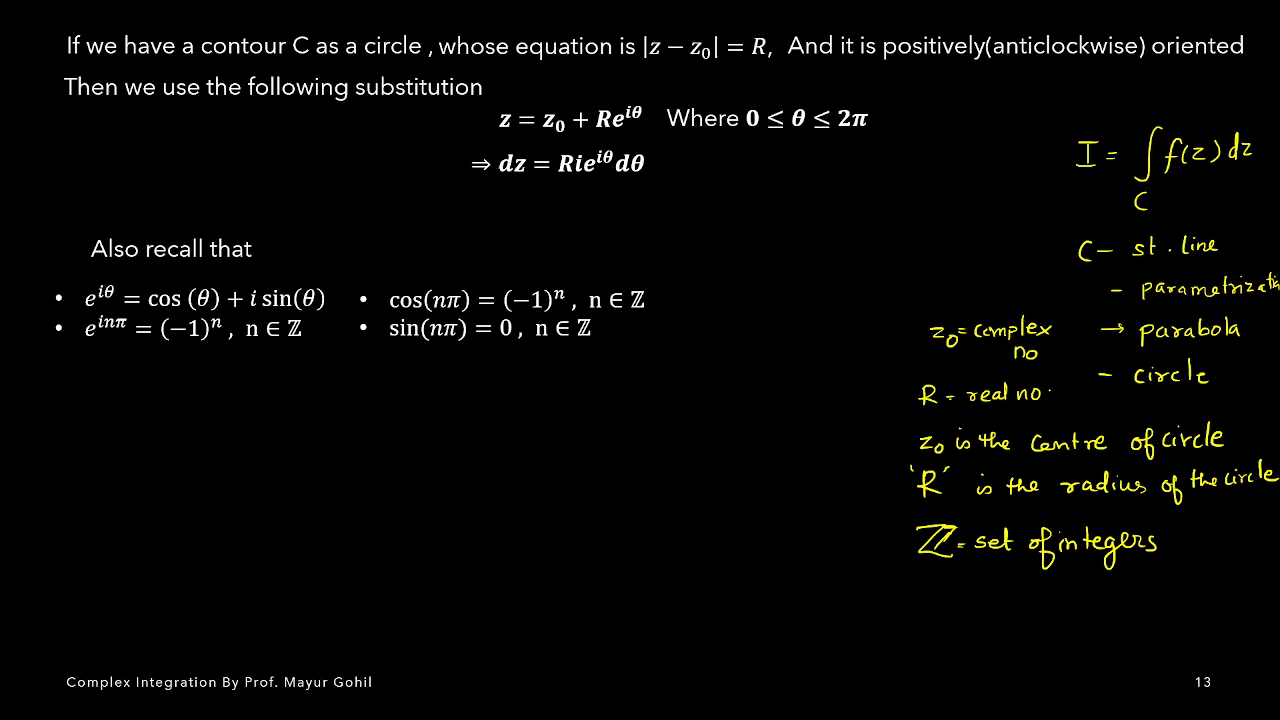 If we have a contour C as a circle , whose equation is |z − z₀| = R, And it is positively(anticlockwise) oriented
Then we use the following substitution
z = z₀ + Re^{iθ} Where 0 ≤ θ ≤ 2π
⇒ dz = Rie^{iθ}dθ
I = ∫_C f(z) dz
Also recall that
• e^{iθ} = cos (θ) + i sin(θ)
• e^{inπ} = (−1)ⁿ , n ∈ ℤ
• cos(nπ) = (−1)ⁿ , n ∈ ℤ
• sin(nπ) = 0 , n ∈ ℤ
C – st. line
– parametrizati
→ parabola
– circle
z₀ = complex
no
R = real no.
z₀ is the centre of circle
'R' is the radius of the circle
ℤ = set of integers
Complex Integration By Prof. Mayur Gohil
13